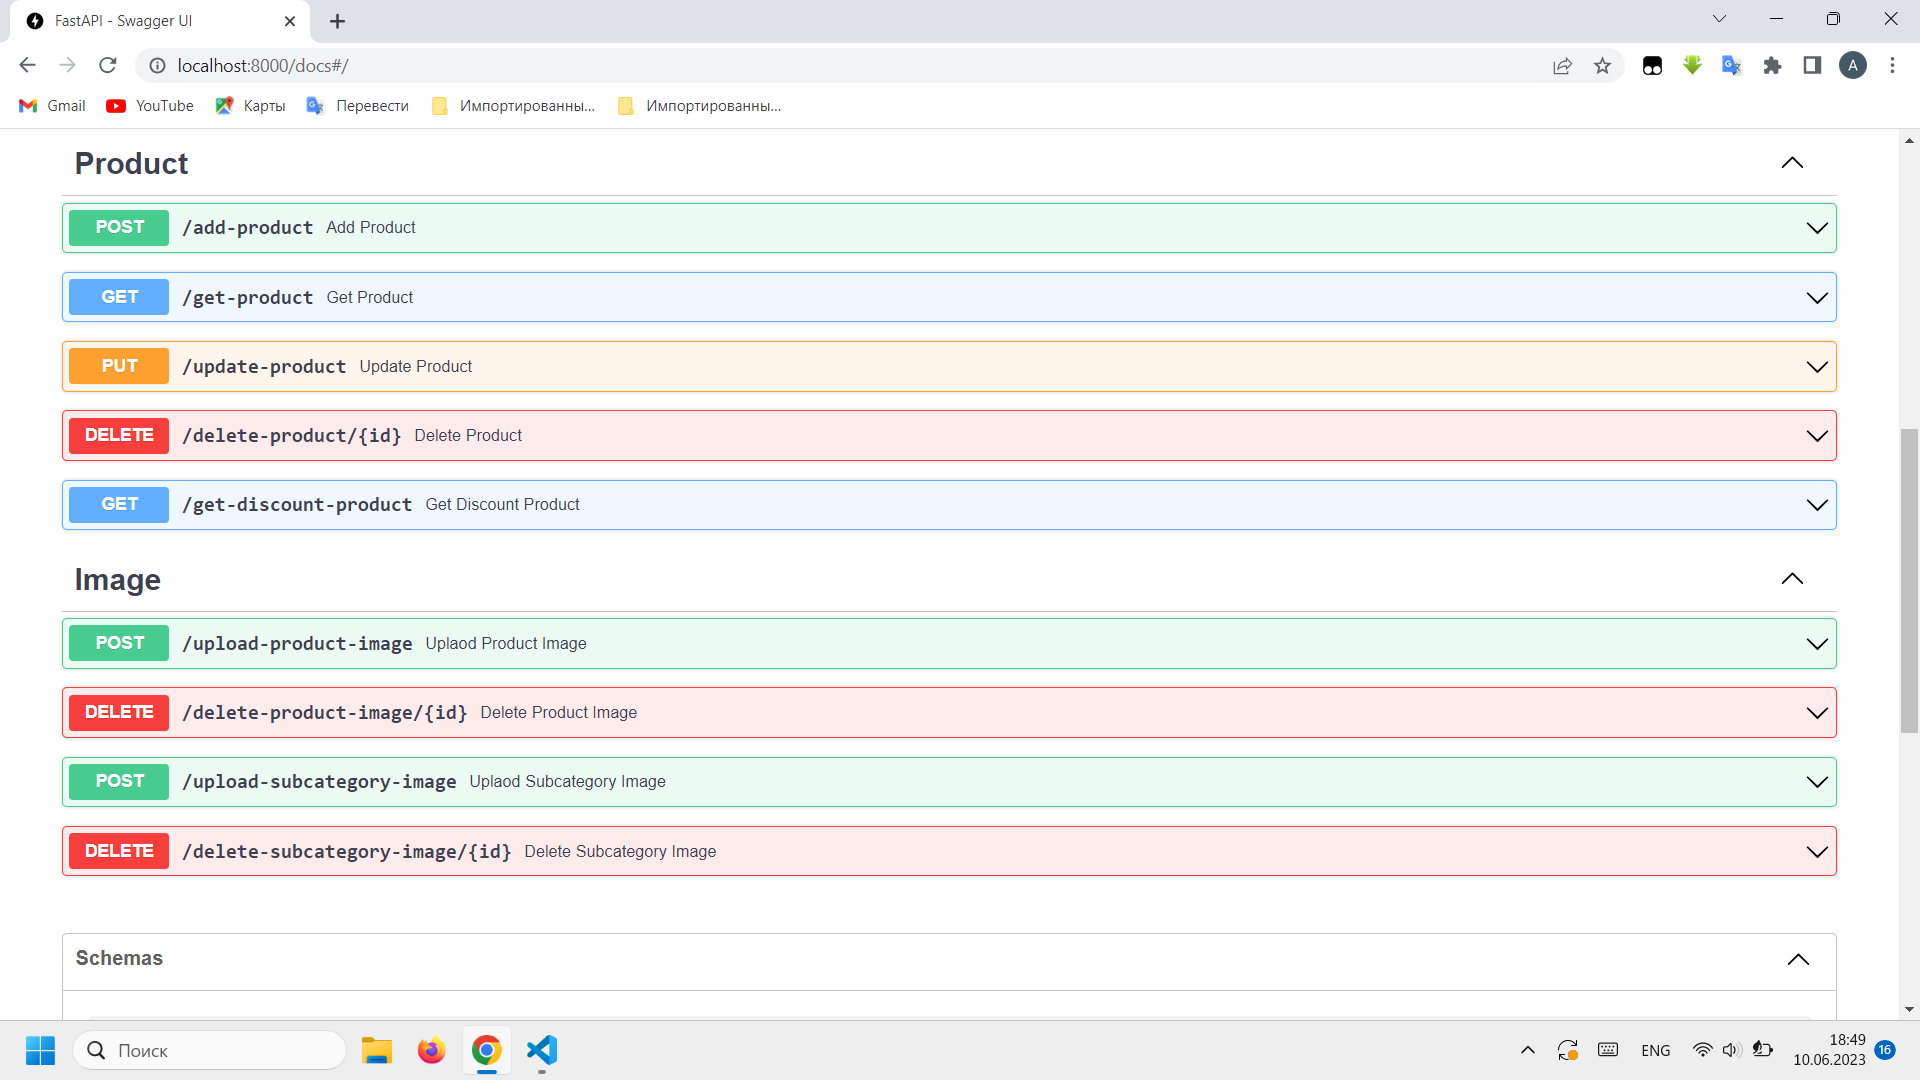 FastAPI - Swagger UI
localhost:8000/docs#/
A
Gmail
YouTube
Карты
Перевести
Импортированны...
Импортированны...
Product
POST /add-product Add Product
GET /get-product Get Product
PUT /update-product Update Product
DELETE /delete-product/{id} Delete Product
GET /get-discount-product Get Discount Product
Image
POST /upload-product-image Uplaod Product Image
DELETE /delete-product-image/{id} Delete Product Image
POST /upload-subcategory-image Uplaod Subcategory Image
DELETE /delete-subcategory-image/{id} Delete Subcategory Image
Schemas
Поиск
ENG
18:49
10.06.2023
16